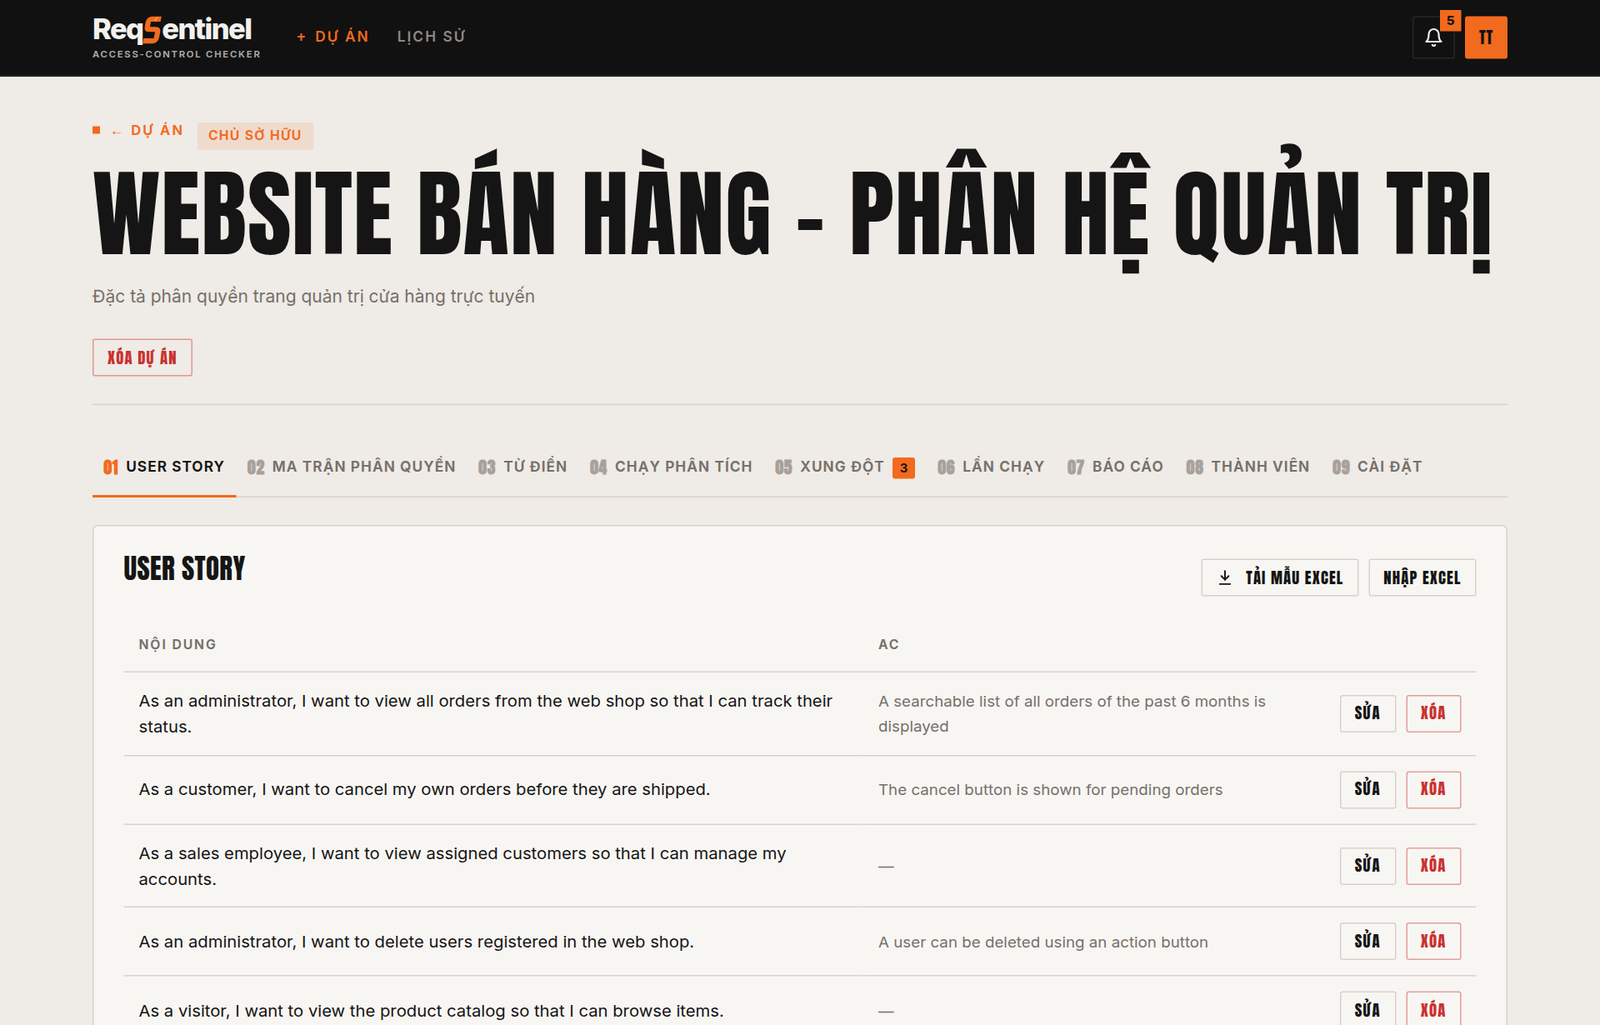 ReqSentinel
ACCESS-CONTROL CHECKER
+ DỰ ÁN
LỊCH SỬ
5
TT
← DỰ ÁN
CHỦ SỞ HỮU
WEBSITE BÁN HÀNG - PHÂN HỆ QUẢN TRỊ
Đặc tả phân quyền trang quản trị cửa hàng trực tuyến
XÓA DỰ ÁN
01 USER STORY
02 MA TRẬN PHÂN QUYỀN
03 TỪ ĐIỂN
04 CHẠY PHÂN TÍCH
05 XUNG ĐỘT 3
06 LẦN CHẠY
07 BÁO CÁO
08 THÀNH VIÊN
09 CÀI ĐẶT
USER STORY
TẢI MẪU EXCEL
NHẬP EXCEL
NỘI DUNG
AC
As an administrator, I want to view all orders from the web shop so that I can track their
status.
A searchable list of all orders of the past 6 months is
displayed
SỬA
XÓA
As a customer, I want to cancel my own orders before they are shipped.
The cancel button is shown for pending orders
SỬA
XÓA
As a sales employee, I want to view assigned customers so that I can manage my
accounts.
—
SỬA
XÓA
As an administrator, I want to delete users registered in the web shop.
A user can be deleted using an action button
SỬA
XÓA
As a visitor, I want to view the product catalog so that I can browse items.
—
SỬA
XÓA